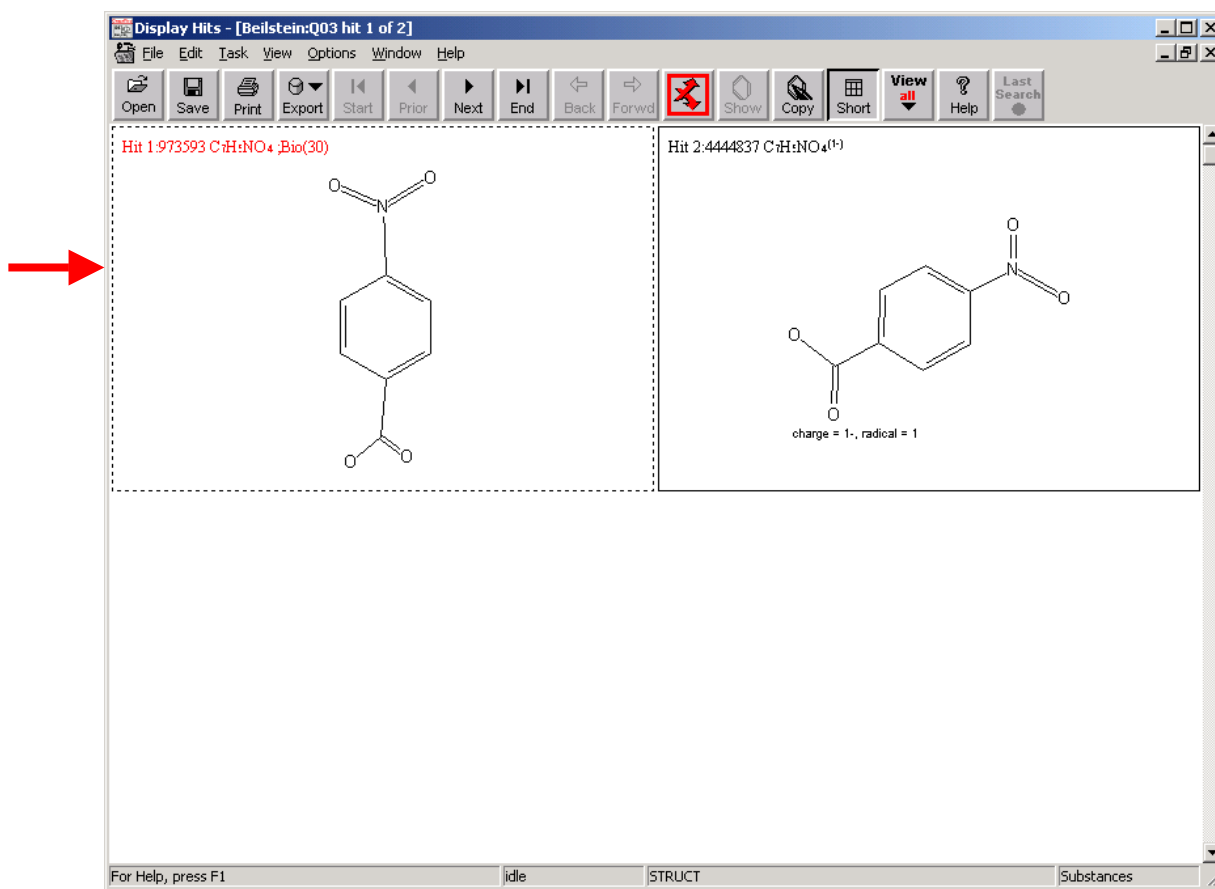 Display Hits - [Beilstein:Q03 hit 1 of 2]
File Edit Task View Options Window Help
Open Save Print Export Start Prior Next End Back Forwd Show Copy Short View all Help Last Search
Hit 1:973593 C7H5NO4 ;Bio(30)
Hit 2:4444837 C7H5NO4(1-)
O O
N
O O
O
N
O
O
O
charge = 1-, radical = 1
For Help, press F1 idle STRUCT Substances